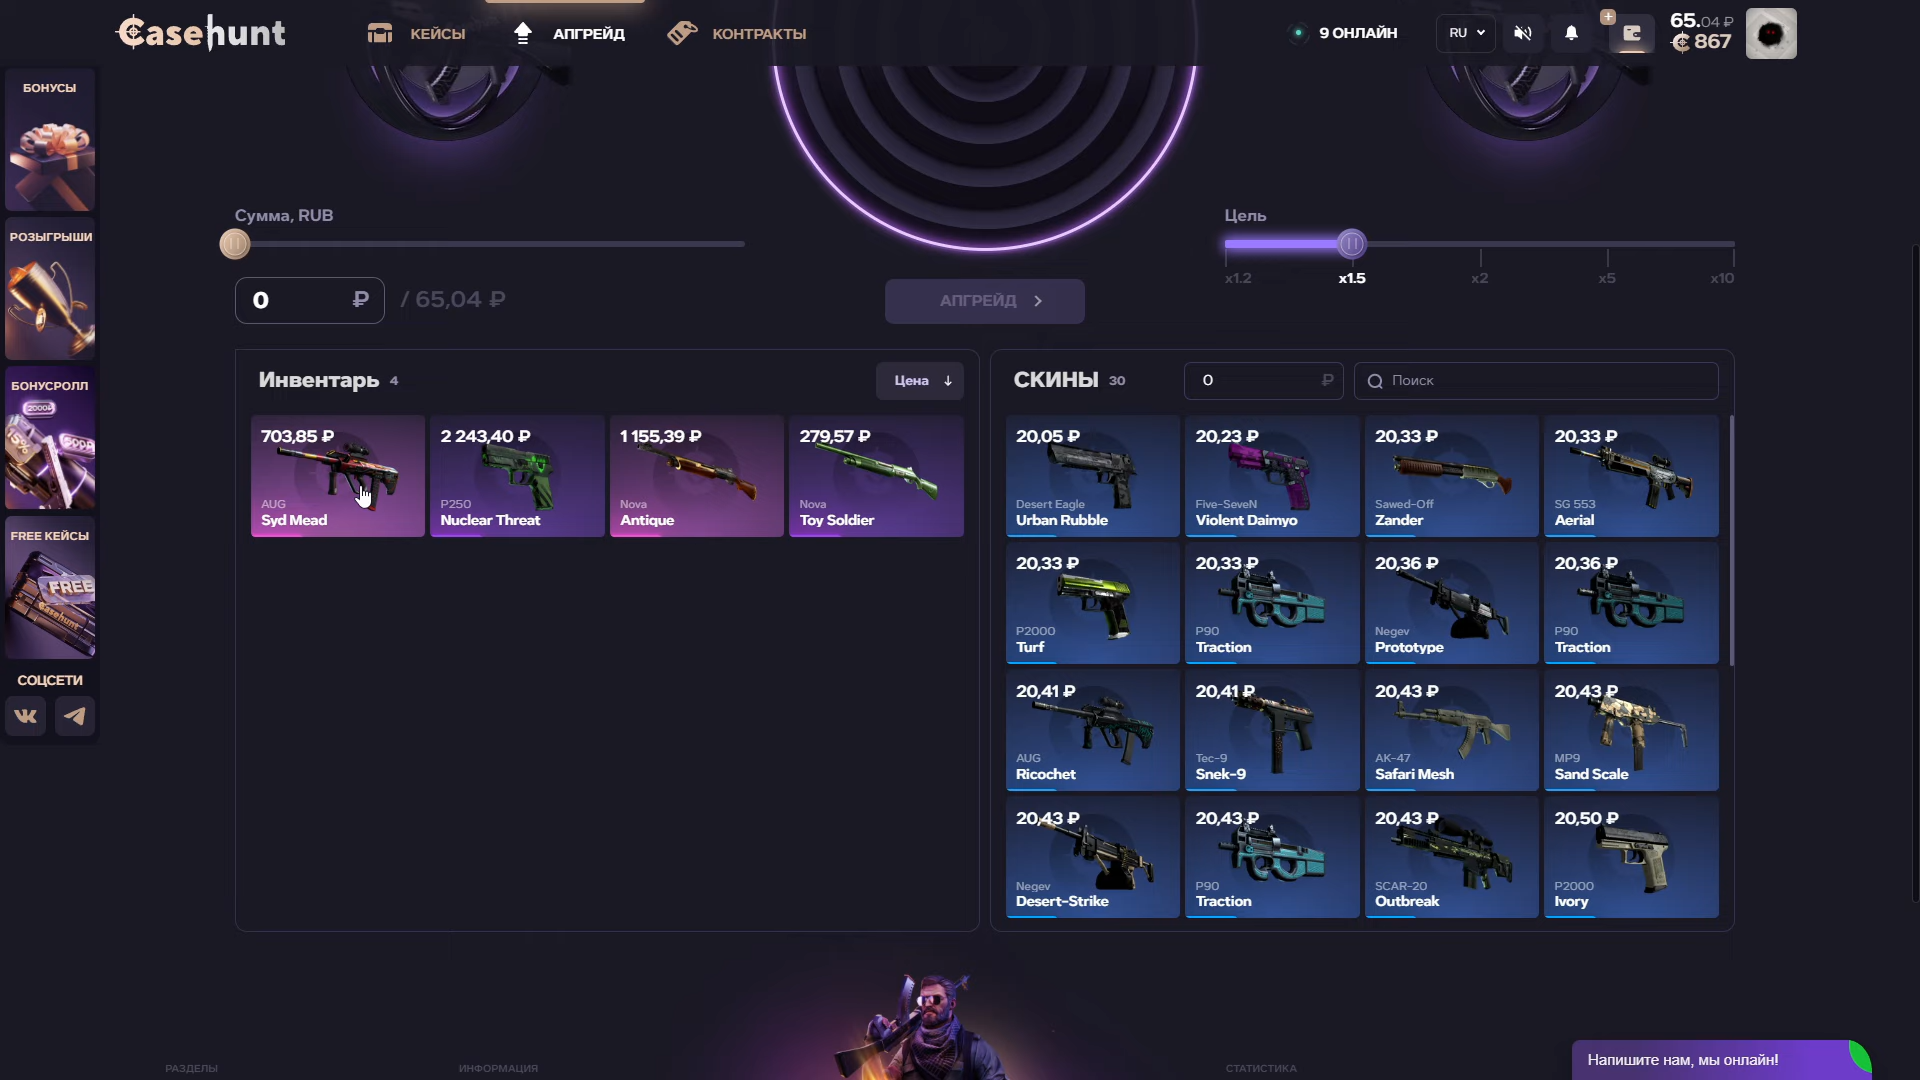 Casehunt
КЕЙСЫ
АПГРЕЙД
КОНТРАКТЫ
9 ОНЛАЙН
RU
65.04 ₽
867
БОНУСЫ
РОЗЫГРЫШИ
БОНУСРОЛЛ
FREE КЕЙСЫ
СОЦСЕТИ
Сумма, RUB
0 ₽ / 65,04 ₽
АПГРЕЙД
Цель
x1.2 x1.5 x2 x5 x10
Инвентарь 4
Цена
703,85 ₽
AUG
Syd Mead
2 243,40 ₽
P250
Nuclear Threat
1 155,39 ₽
Nova
Antique
279,57 ₽
Nova
Toy Soldier
СКИНЫ 30
0 ₽
Поиск
20,05 ₽
Desert Eagle
Urban Rubble
20,23 ₽
Five-SeveN
Violent Daimyo
20,33 ₽
Sawed-Off
Zander
20,33 ₽
SG 553
Aerial
20,33 ₽
P2000
Turf
20,33 ₽
P90
Traction
20,36 ₽
Negev
Prototype
20,36 ₽
P90
Traction
20,41 ₽
AUG
Ricochet
20,41 ₽
Tec-9
Snek-9
20,43 ₽
AK-47
Safari Mesh
20,43 ₽
MP9
Sand Scale
20,43 ₽
Negev
Desert-Strike
20,43 ₽
P90
Traction
20,43 ₽
SCAR-20
Outbreak
20,50 ₽
P2000
Ivory
РАЗДЕЛЫ
ИНФОРМАЦИЯ
СТАТИСТИКА
Напишите нам, мы онлайн!